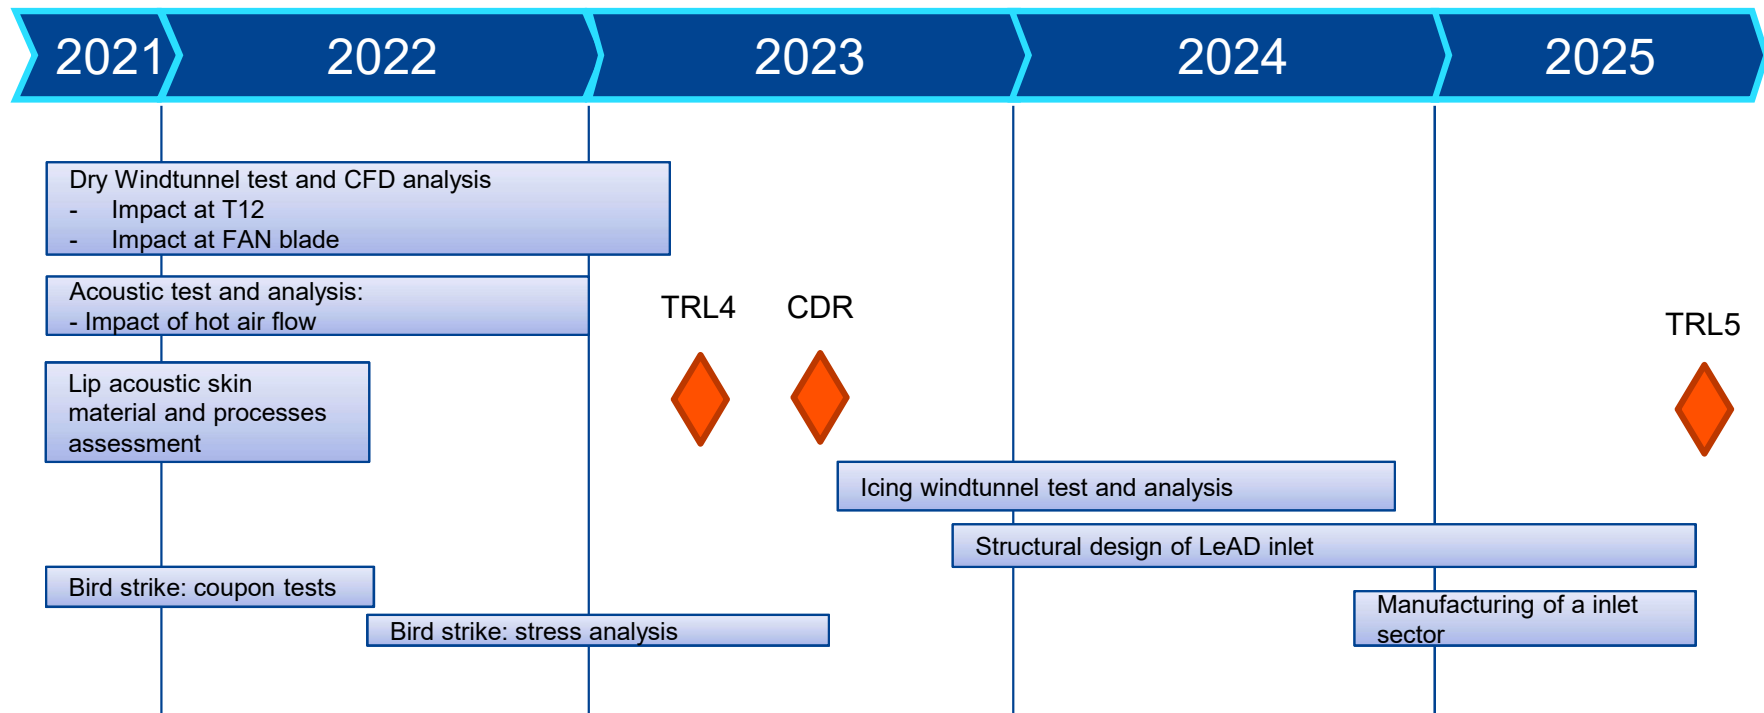 2021
2022
2023
2024
2025
Dry Windtunnel test and CFD analysis
- Impact at T12
- Impact at FAN blade
Acoustic test and analysis:
- Impact of hot air flow
TRL4
CDR
TRL5
Lip acoustic skin
material and processes
assessment
Icing windtunnel test and analysis
Structural design of LeAD inlet
Bird strike: coupon tests
Manufacturing of a inlet
sector
Bird strike: stress analysis